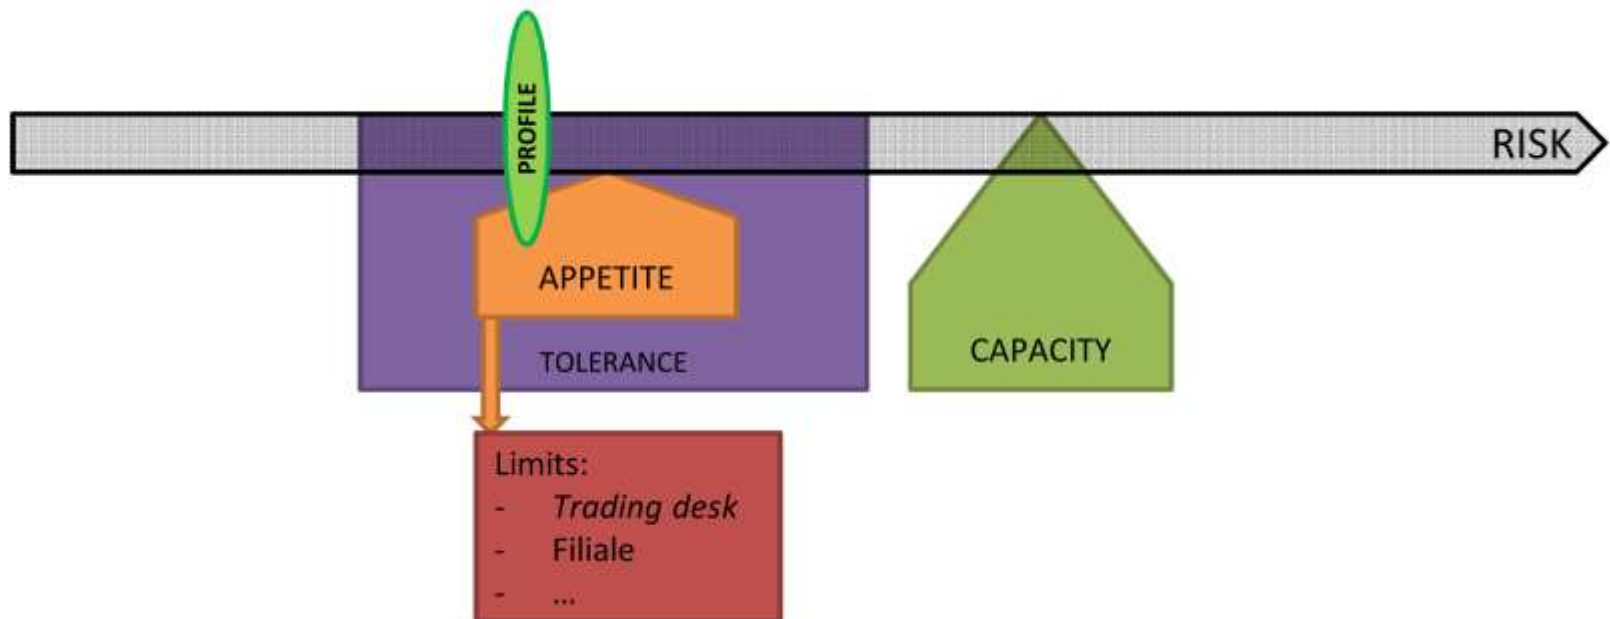 PROFILE
RISK
APPETITE
TOLERANCE
CAPACITY
Limits:
- Trading desk
- Filiale
- ...